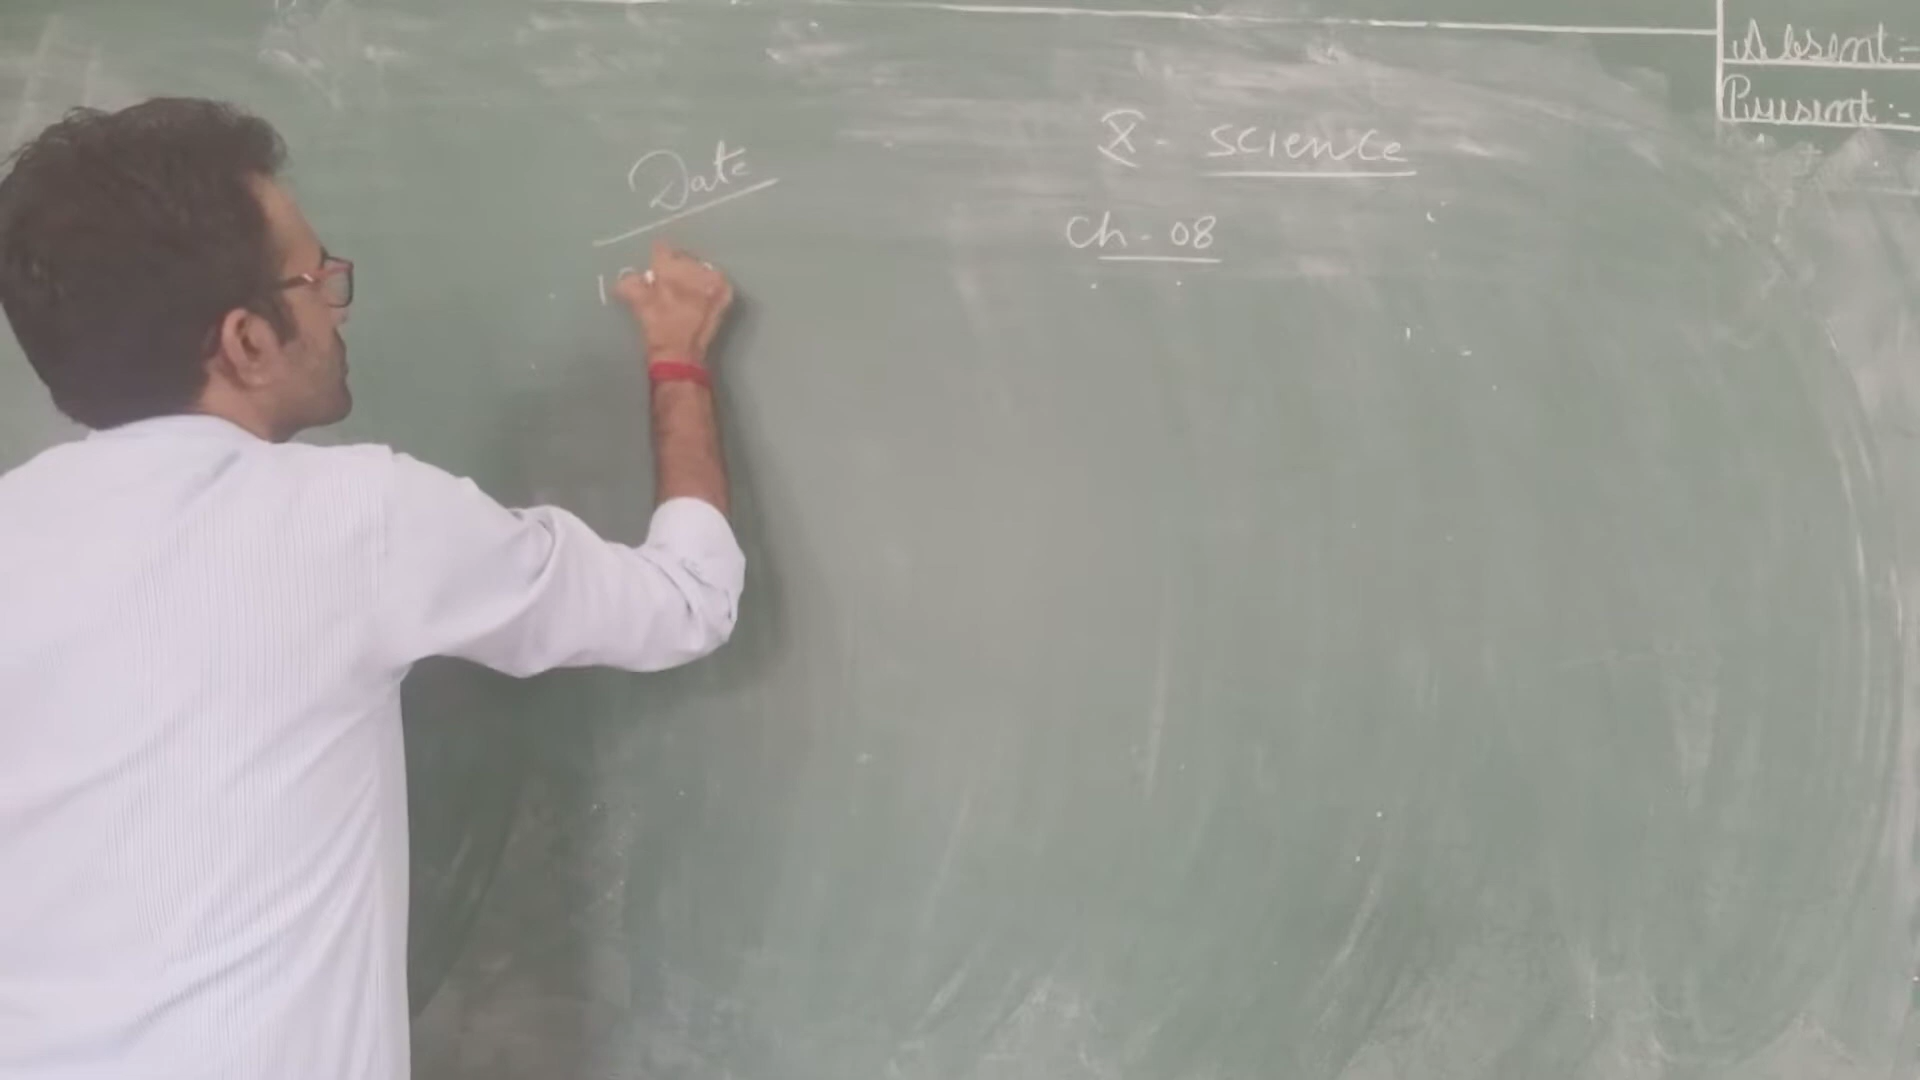 Absent:-
Present:-
X - Science
Date
Ch - 08